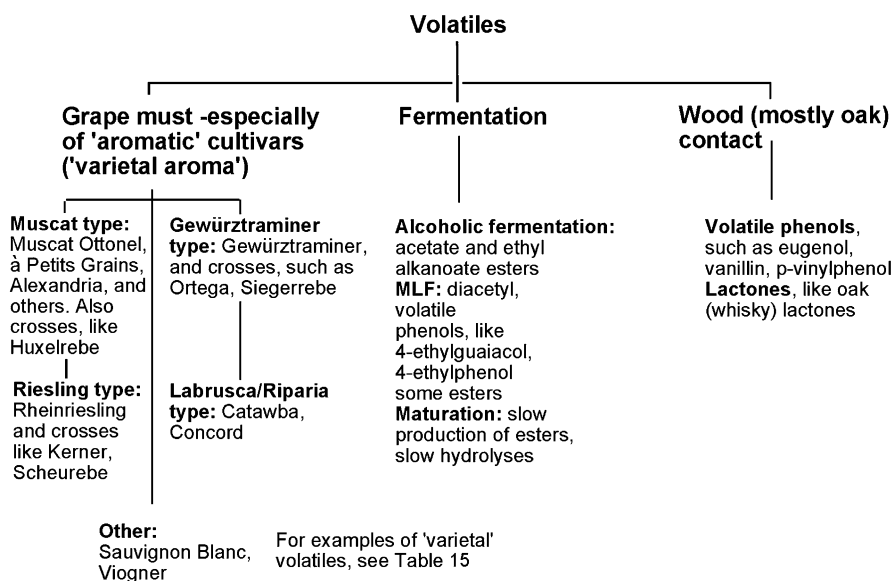 Volatiles
Grape must -especially
of 'aromatic' cultivars
('varietal aroma')
Muscat type:
Muscat Ottonel,
à Petits Grains,
Alexandria, and
others. Also
crosses, like
Huxelrebe
Riesling type:
Rheinriesling
and crosses
like Kerner,
Scheurebe
Gewürztraminer
type: Gewürztraminer,
and crosses, such as
Ortega, Siegerrebe
Labrusca/Riparia
type: Catawba,
Concord
Other:
Sauvignon Blanc,
Viogner
For examples of 'varietal'
volatiles, see Table 15
Fermentation
Alcoholic fermentation:
acetate and ethyl
alkanoate esters
MLF: diacetyl,
volatile
phenols, like
4-ethylguaiacol,
4-ethylphenol
some esters
Maturation: slow
production of esters,
slow hydrolyses
Wood (mostly oak)
contact
Volatile phenols,
such as eugenol,
vanillin, p-vinylphenol
Lactones, like oak
(whisky) lactones